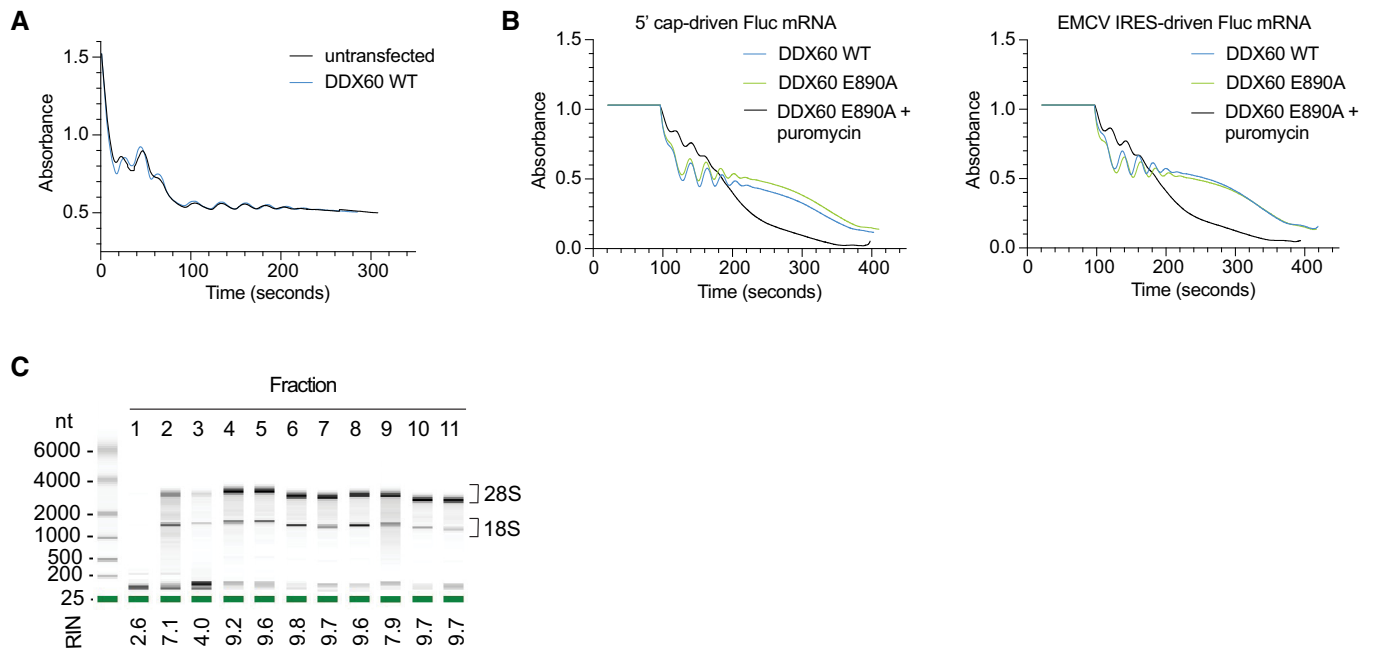 A
1.5
1.0
0.5
Absorbance
0 100 200 300
Time (seconds)
untransfected
DDX60 WT
B
5' cap-driven Fluc mRNA
1.5
1.0
0.5
0.0
Absorbance
0 100 200 300 400
Time (seconds)
DDX60 WT
DDX60 E890A
DDX60 E890A +
puromycin
EMCV IRES-driven Fluc mRNA
1.5
1.0
0.5
0.0
Absorbance
0 100 200 300 400
Time (seconds)
DDX60 WT
DDX60 E890A
DDX60 E890A +
puromycin
C
Fraction
nt 1 2 3 4 5 6 7 8 9 10 11
6000
4000
2000
1000
500
200
25
28S
18S
RIN 2.6 7.1 4.0 9.2 9.6 9.8 9.7 9.6 7.9 9.7 9.7